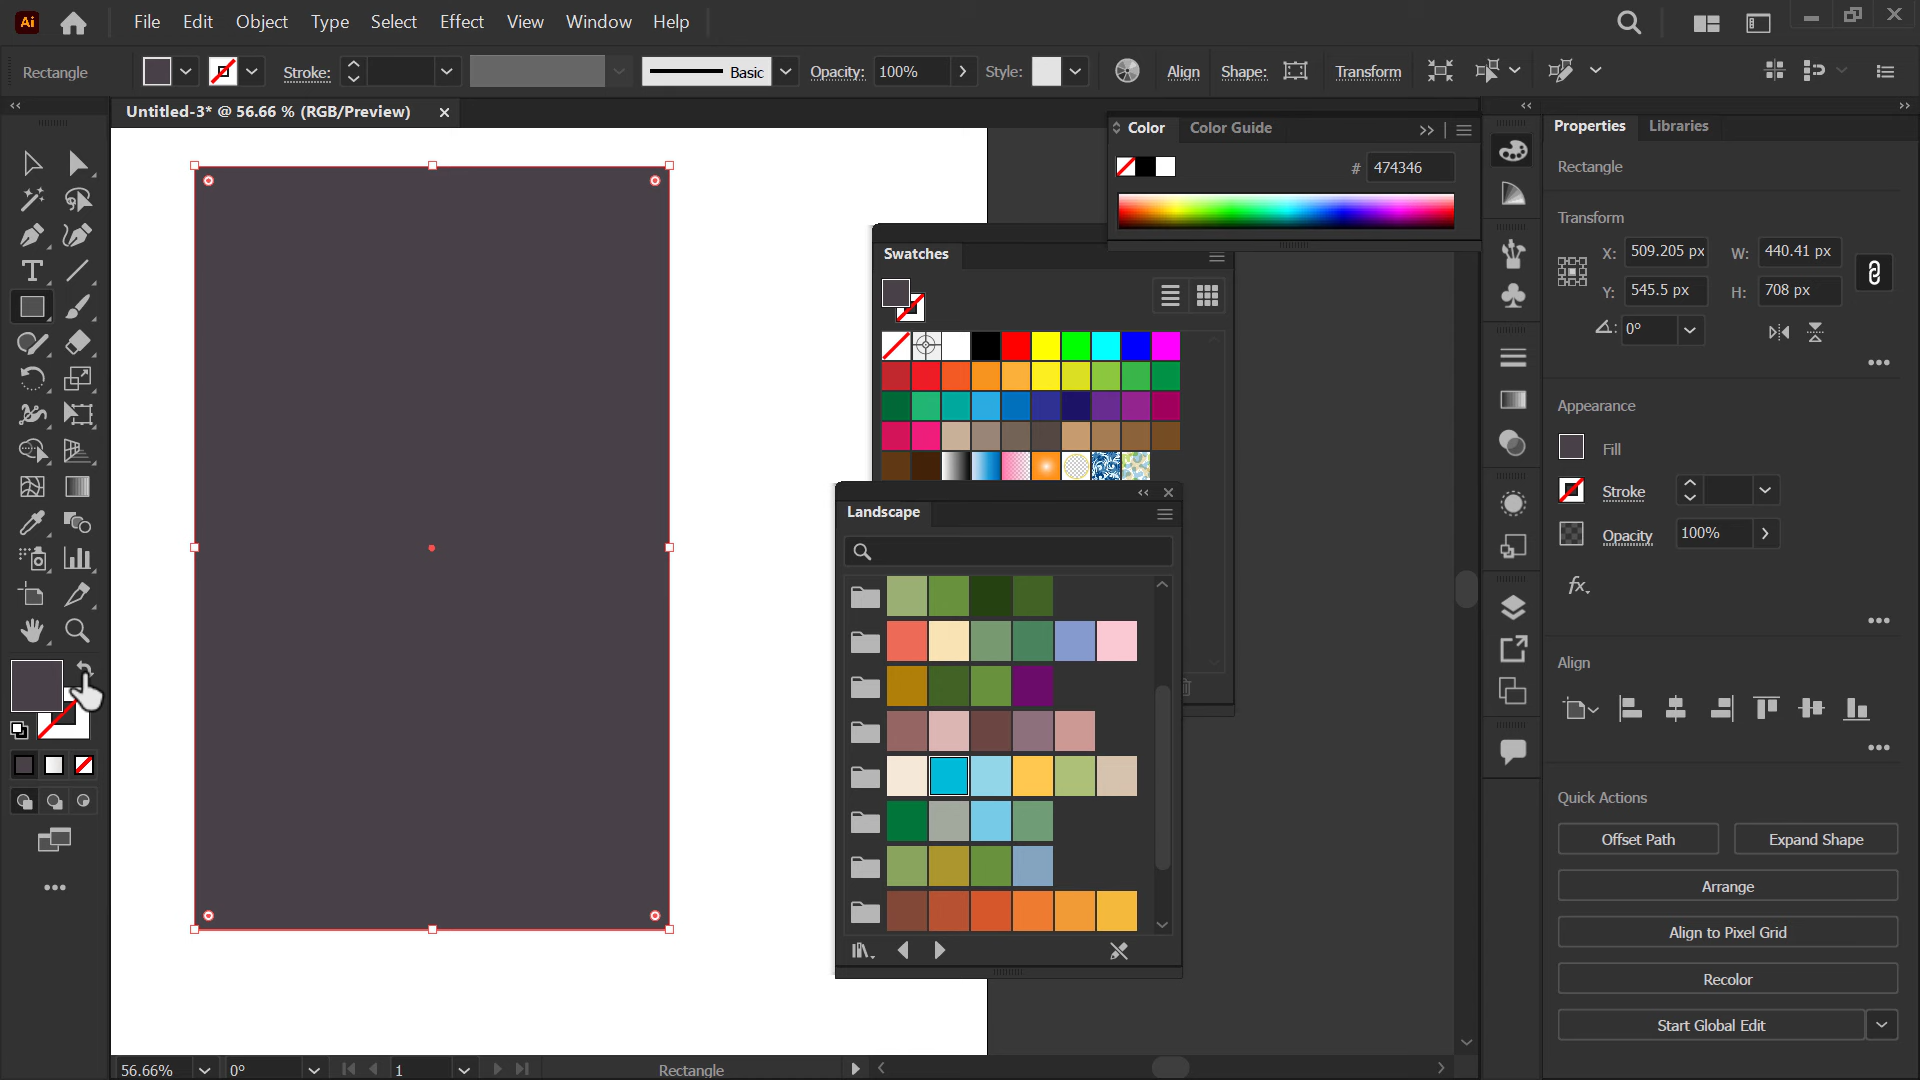 Ai File Edit Object Type Select Effect View Window Help
Rectangle Stroke: Basic Opacity: 100% Style: Align Shape: Transform
Untitled-3* @ 56.66 % (RGB/Preview)
Color Color Guide
# 474346
Swatches
Landscape
Properties Libraries
Rectangle
Transform
X: 509.205 px W: 440.41 px
Y: 545.5 px H: 708 px
0°
Appearance
Fill
Stroke
Opacity 100%
fx.
Align
Quick Actions
Offset Path Expand Shape
Arrange
Align to Pixel Grid
Recolor
Start Global Edit
56.66% 0° 1 Rectangle